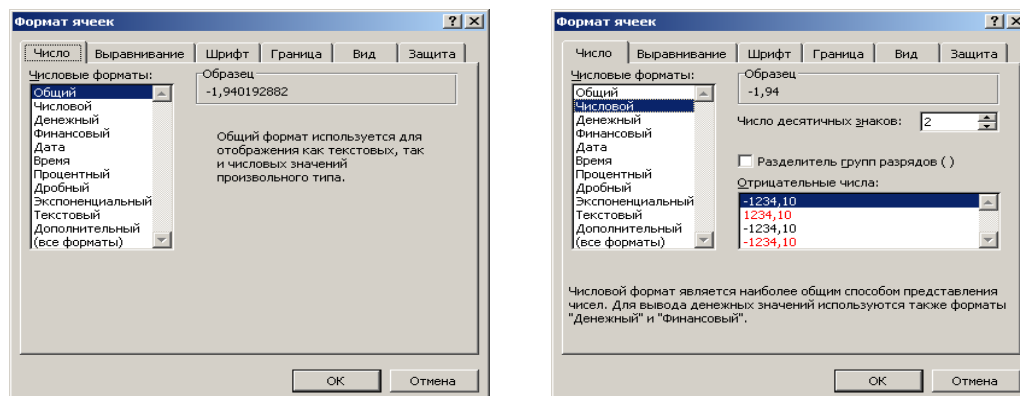 Формат ячеек
Число Выравнивание Шрифт Граница Вид Защита
Числовые форматы:
Общий
Числовой
Денежный
Финансовый
Дата
Время
Процентный
Дробный
Экспоненциальный
Текстовый
Дополнительный
(все форматы)
Образец
-1,940192882
Общий формат используется для
отображения как текстовых, так
и числовых значений
произвольного типа.
ОК Отмена
Формат ячеек
Число Выравнивание Шрифт Граница Вид Защита
Числовые форматы:
Общий
Числовой
Денежный
Финансовый
Дата
Время
Процентный
Дробный
Экспоненциальный
Текстовый
Дополнительный
(все форматы)
Образец
-1,94
Число десятичных знаков: 2
Разделитель групп разрядов ( )
Отрицательные числа:
-1234,10
1234,10
-1234,10
-1234,10
Числовой формат является наиболее общим способом представления
чисел. Для вывода денежных значений используются также форматы
"Денежный" и "Финансовый".
ОК Отмена